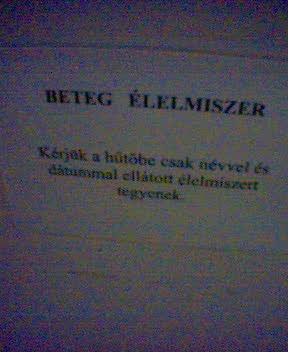 BETEG ÉLELMISZER
Kérjük a hűtőbe csak névvel és
dátummal ellátott élelmiszert
tegyenek.